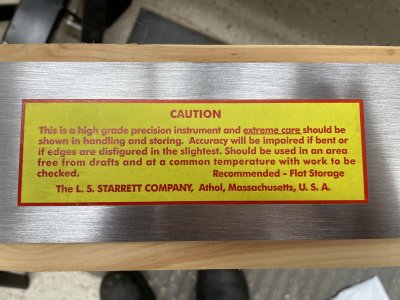 CAUTION
This is a high grade precision instrument and extreme care should be
shown in handling and storing. Accuracy will be impaired if bent or
if edges are disfigured in the slightest. Should be used in an area
free from drafts and at a common temperature with work to be
checked. Recommended - Flat Storage
The L. S. STARRETT COMPANY, Athol, Massachusetts, U. S. A.